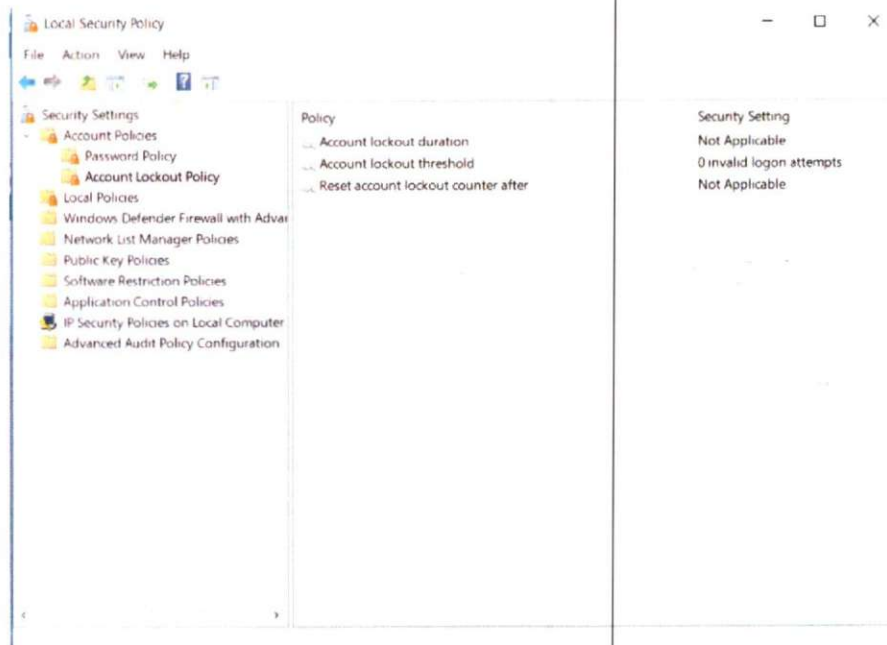 Local Security Policy
File Action View Help
Security Settings
Account Policies
Password Policy
Account Lockout Policy
Local Policies
Windows Defender Firewall with Advai
Network List Manager Policies
Public Key Policies
Software Restriction Policies
Application Control Policies
IP Security Policies on Local Computer
Advanced Audit Policy Configuration
Policy Security Setting
Account lockout duration Not Applicable
Account lockout threshold 0 invalid logon attempts
Reset account lockout counter after Not Applicable